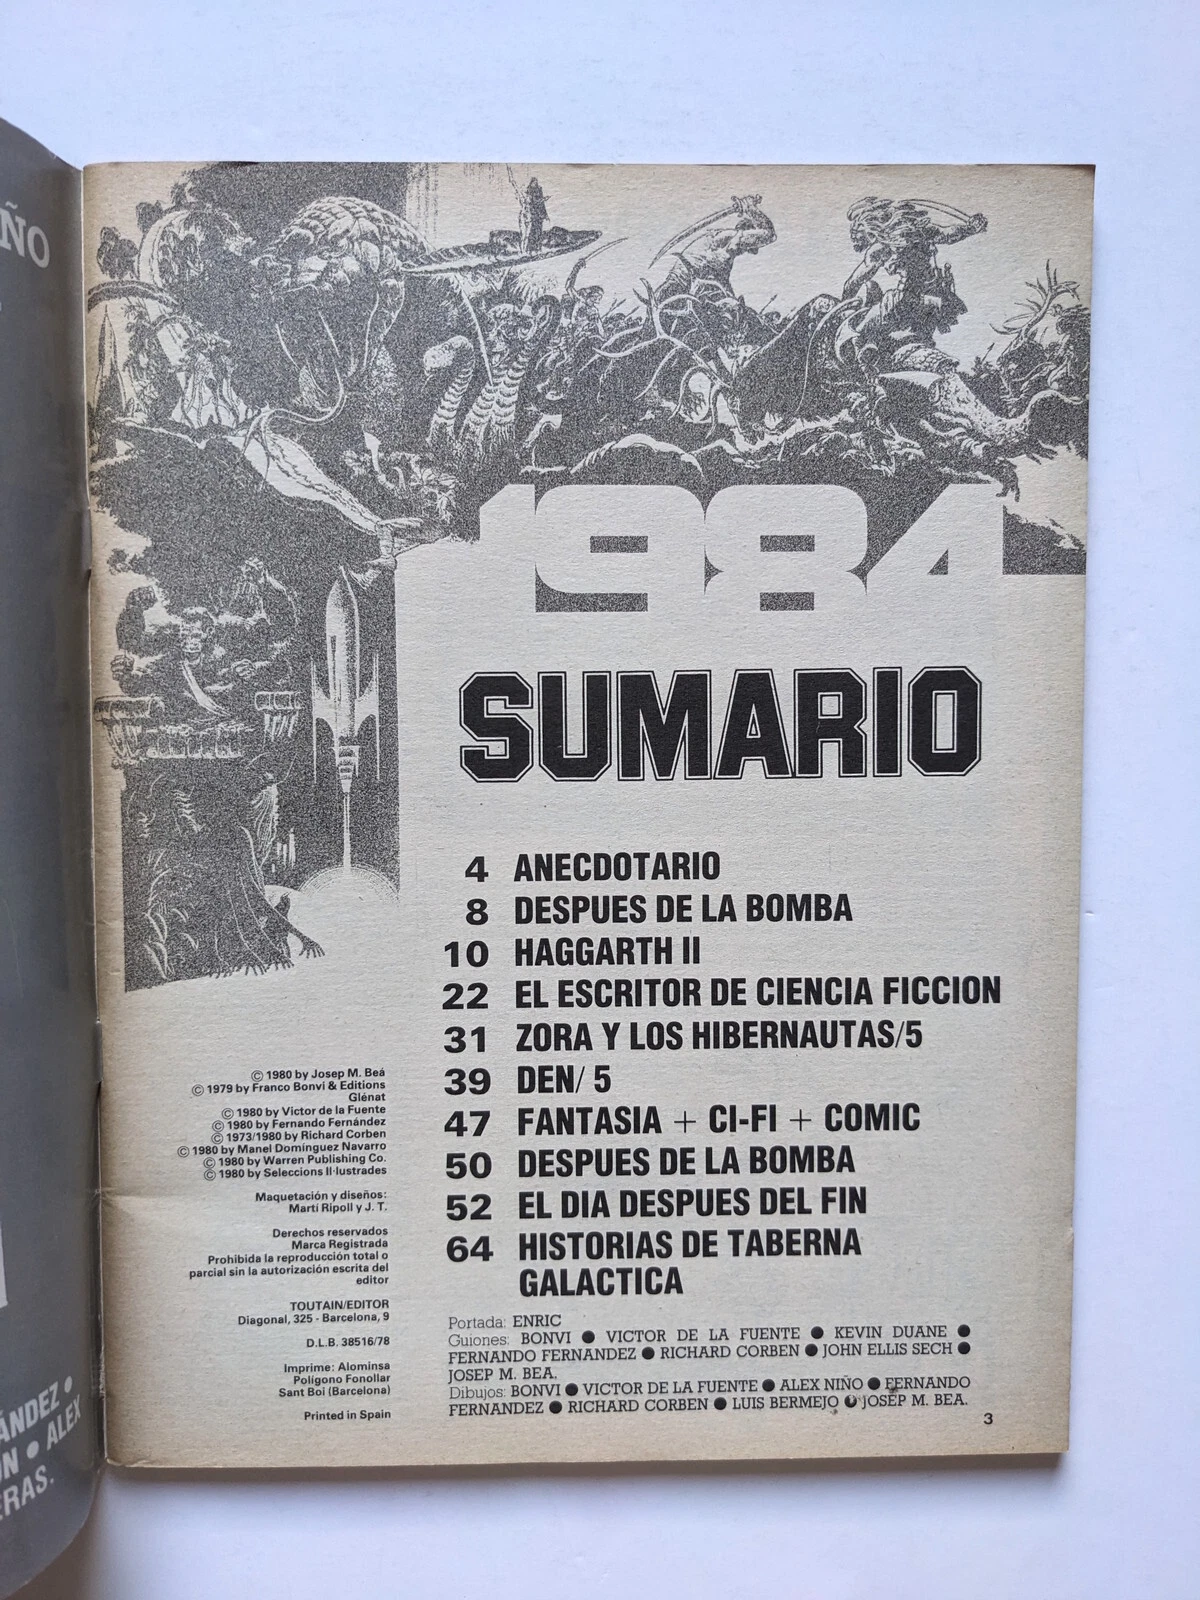 ÑO
1984
SUMARIO
4 ANECDOTARIO
8 DESPUES DE LA BOMBA
10 HAGGARTH II
22 EL ESCRITOR DE CIENCIA FICCION
31 ZORA Y LOS HIBERNAUTAS/5
39 DEN/ 5
47 FANTASIA + CI-FI + COMIC
50 DESPUES DE LA BOMBA
52 EL DIA DESPUES DEL FIN
64 HISTORIAS DE TABERNA
GALACTICA
© 1980 by Josep M. Beá
© 1979 by Franco Bonvi & Editions
Glénat
© 1980 by Victor de la Fuente
© 1980 by Fernando Fernández
© 1973/1980 by Richard Corben
© 1980 by Manel Domínguez Navarro
© 1980 by Warren Publishing Co.
© 1980 by Seleccions Il·lustrades
Maquetación y diseños:
Martí Ripoll y J. T.
Derechos reservados
Marca Registrada
Prohibida la reproducción total o
parcial sin la autorización escrita del
editor
TOUTAIN/EDITOR
Diagonal, 325 - Barcelona, 9
D.L.B. 38516/78
Imprime: Alominsa
Polígono Fonollar
Sant Boi (Barcelona)
Printed in Spain
Portada: ENRIC
Guiones: BONVI ● VICTOR DE LA FUENTE ● KEVIN DUANE ●
FERNANDO FERNANDEZ ● RICHARD CORBEN ● JOHN ELLIS SECH ●
JOSEP M. BEA.
Dibujos: BONVI ● VICTOR DE LA FUENTE ● ALEX NIÑO ● FERNANDO
FERNANDEZ ● RICHARD CORBEN ● LUIS BERMEJO ● JOSEP M. BEA.
3
ÁNDEZ ●
N ● ALEX
ERAS.